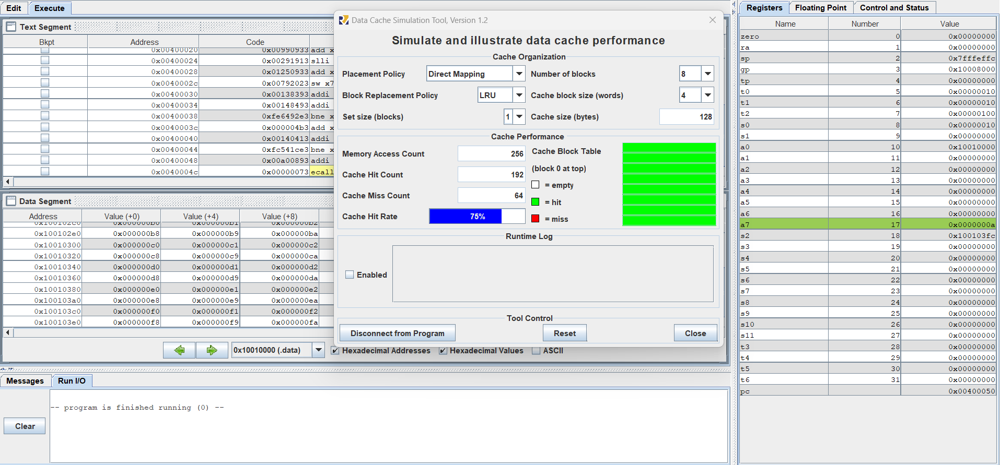 Edit Execute
Text Segment
Bkpt Address Code
0x00400020 0x00990933 add x
0x00400024 0x00291913 slli
0x00400028 0x01250933 add x
0x0040002c 0x00792023 sw x7
0x00400030 0x00138393 addi
0x00400034 0x00148493 addi
0x00400038 0xfe6492e3 bne x
0x0040003c 0x000004b3 add x
0x00400040 0x00140413 addi
0x00400044 0xfc541ce3 bne x
0x00400048 0x00a00893 addi
0x0040004c 0x00000073 ecall
Data Segment
Address Value (+0) Value (+4) Value (+8)
0x100102c0 0x000000b0 0x000000b1 0x000000b2
0x100102e0 0x000000b8 0x000000b9 0x000000ba
0x10010300 0x000000c0 0x000000c1 0x000000c2
0x10010320 0x000000c8 0x000000c9 0x000000ca
0x10010340 0x000000d0 0x000000d1 0x000000d2
0x10010360 0x000000d8 0x000000d9 0x000000da
0x10010380 0x000000e0 0x000000e1 0x000000e2
0x100103a0 0x000000e8 0x000000e9 0x000000ea
0x100103c0 0x000000f0 0x000000f1 0x000000f2
0x100103e0 0x000000f8 0x000000f9 0x000000fa
0x10010000 (.data) Hexadecimal Addresses Hexadecimal Values ASCII
Data Cache Simulation Tool, Version 1.2
Simulate and illustrate data cache performance
Cache Organization
Placement Policy Direct Mapping Number of blocks 8
Block Replacement Policy LRU Cache block size (words) 4
Set size (blocks) 1 Cache size (bytes) 128
Cache Performance
Memory Access Count 256 Cache Block Table
(block 0 at top)
Cache Hit Count 192
= empty
Cache Miss Count 64
= hit
Cache Hit Rate 75%
= miss
Runtime Log
Enabled
Tool Control
Disconnect from Program Reset Close
Messages Run I/O
-- program is finished running (0) --
Clear
Registers Floating Point Control and Status
Name Number Value
zero 0 0x00000000
ra 1 0x00000000
sp 2 0x7fffeffc
gp 3 0x10008000
tp 4 0x00000000
t0 5 0x00000010
t1 6 0x00000010
t2 7 0x00000100
s0 8 0x00000010
s1 9 0x00000000
a0 10 0x10010000
a1 11 0x00000000
a2 12 0x00000000
a3 13 0x00000000
a4 14 0x00000000
a5 15 0x00000000
a6 16 0x00000000
a7 17 0x0000000a
s2 18 0x100103fc
s3 19 0x00000000
s4 20 0x00000000
s5 21 0x00000000
s6 22 0x00000000
s7 23 0x00000000
s8 24 0x00000000
s9 25 0x00000000
s10 26 0x00000000
s11 27 0x00000000
t3 28 0x00000000
t4 29 0x00000000
t5 30 0x00000000
t6 31 0x00000000
pc 0x00400050